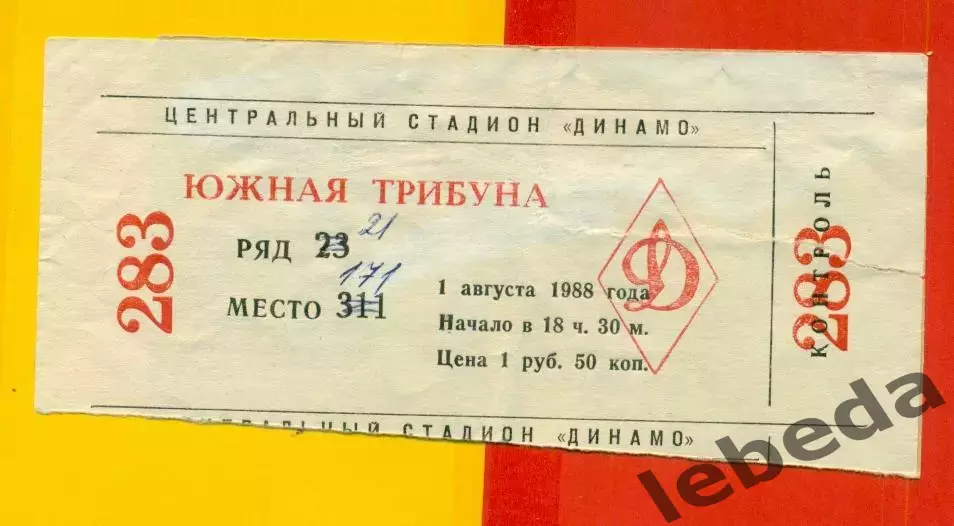 ЦЕНТРАЛЬНЫЙ СТАДИОН «ДИНАМО»
ЮЖНАЯ ТРИБУНА
283
21
РЯД 23
171
МЕСТО 311
1 августа 1988 года
Начало в 18 ч. 30 м.
Цена 1 руб. 50 коп.
Д
КОНТРОЛЬ
283
РАЛЬНЫЙ СТАДИОН «ДИНАМО»
lebeda